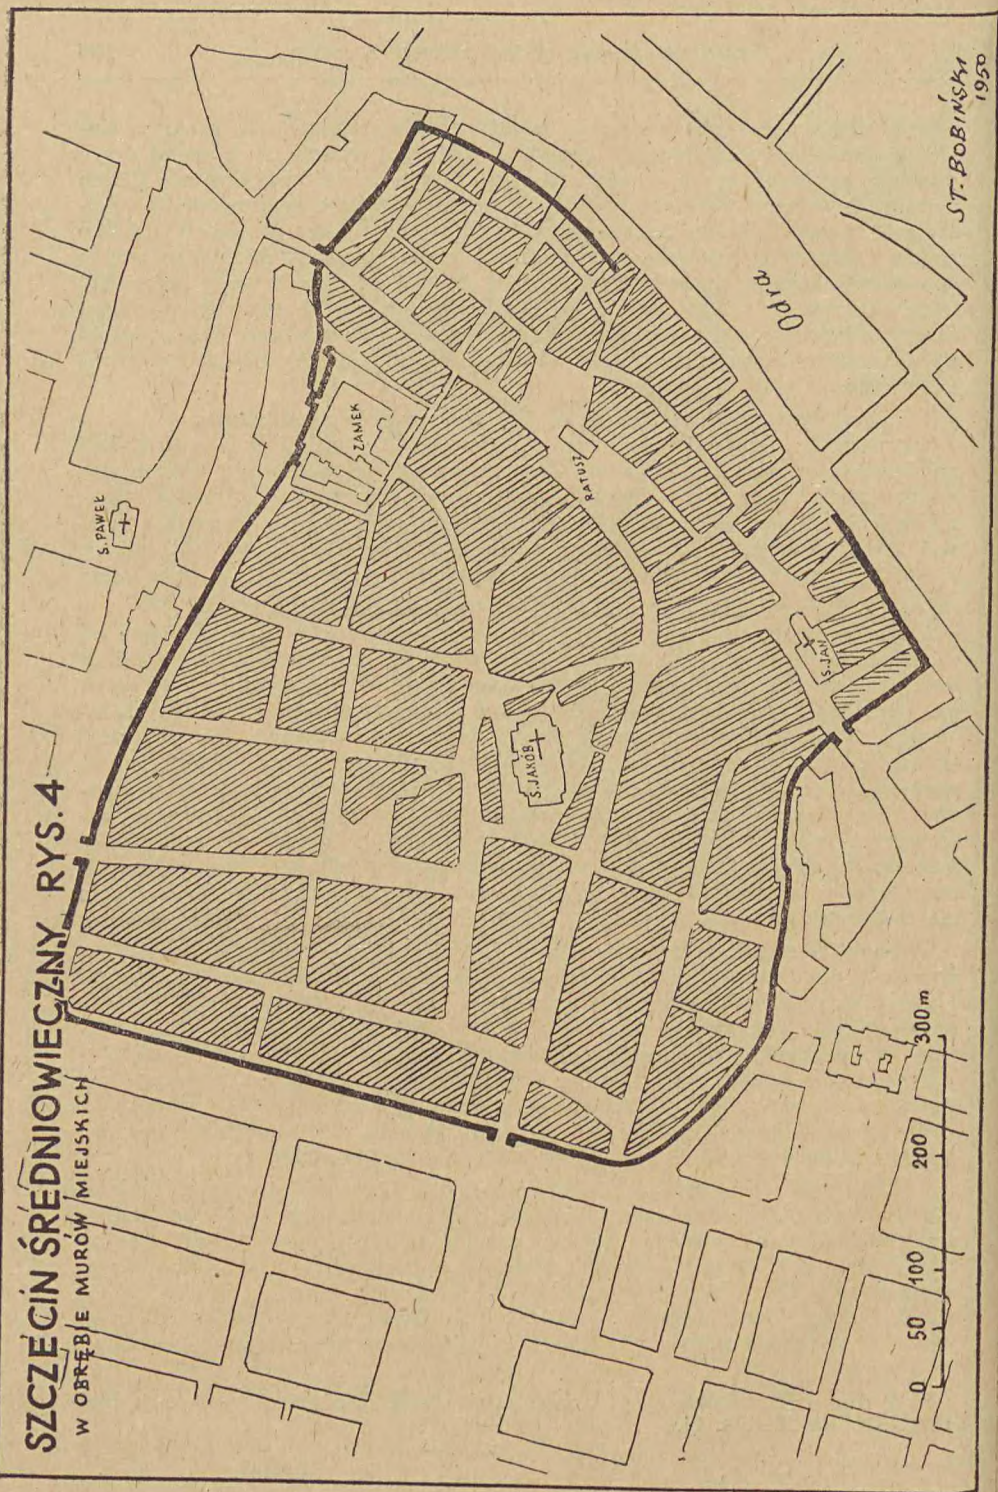 SZCZECIN ŚREDNIOWIECZNY RYS. 4
W OBRĘBIE MURÓW MIEJSKICH
S. PAWEŁ
ZAMEK
RATUSZ
S. JAKÓB
S. JAN
Odra
0 50 100 200 300 m
ST. BOBIŃSKI
1950